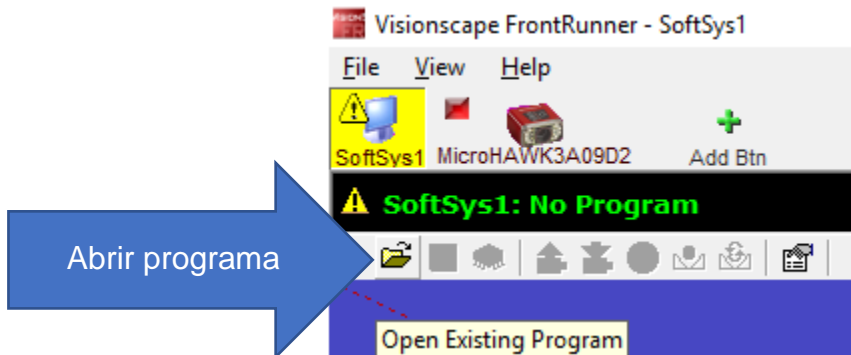 Visionscape FrontRunner - SoftSys1
File View Help
SoftSys1 MicroHAWK3A09D2 Add Btn
SoftSys1: No Program
Abrir programa
Open Existing Program